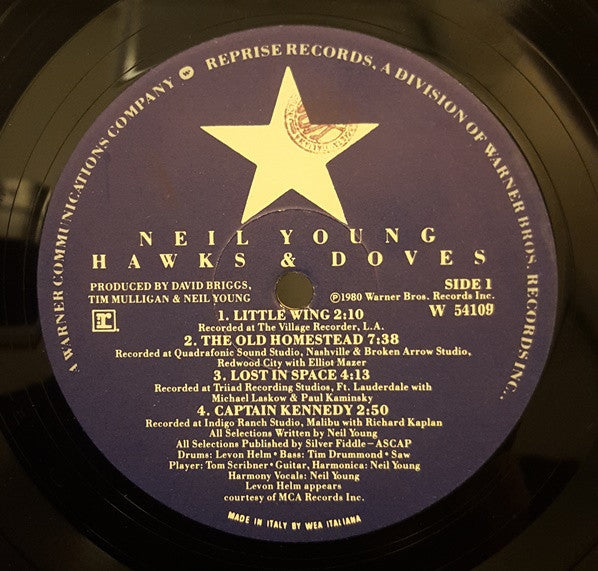 A WARNER COMMUNICATIONS COMPANY W REPRISE RECORDS, A DIVISION OF WARNER BROS. RECORDS INC..
NEIL YOUNG
HAWKS & DOVES
PRODUCED BY DAVID BRIGGS,
TIM MULLIGAN & NEIL YOUNG
SIDE 1
℗1980 Warner Bros. Records Inc.
W 54109
r:
1. LITTLE WING 2:10
Recorded at The Village Recorder, L.A.
2. THE OLD HOMESTEAD 7:38
Recorded at Quadrafonic Sound Studio, Nashville & Broken Arrow Studio,
Redwood City with Elliot Mazer
3. LOST IN SPACE 4:13
Recorded at Triiad Recording Studios, Ft. Lauderdale with
Michael Laskow & Paul Kaminsky
4. CAPTAIN KENNEDY 2:50
Recorded at Indigo Ranch Studio, Malibu with Richard Kaplan
All Selections Written by Neil Young
All Selections Published by Silver Fiddle–ASCAP
Drums: Levon Helm • Bass: Tim Drummond • Saw
Player: Tom Scribner • Guitar, Harmonica: Neil Young
Harmony Vocals: Neil Young
Levon Helm appears
courtesy of MCA Records Inc.
MADE IN ITALY BY WEA ITALIANA